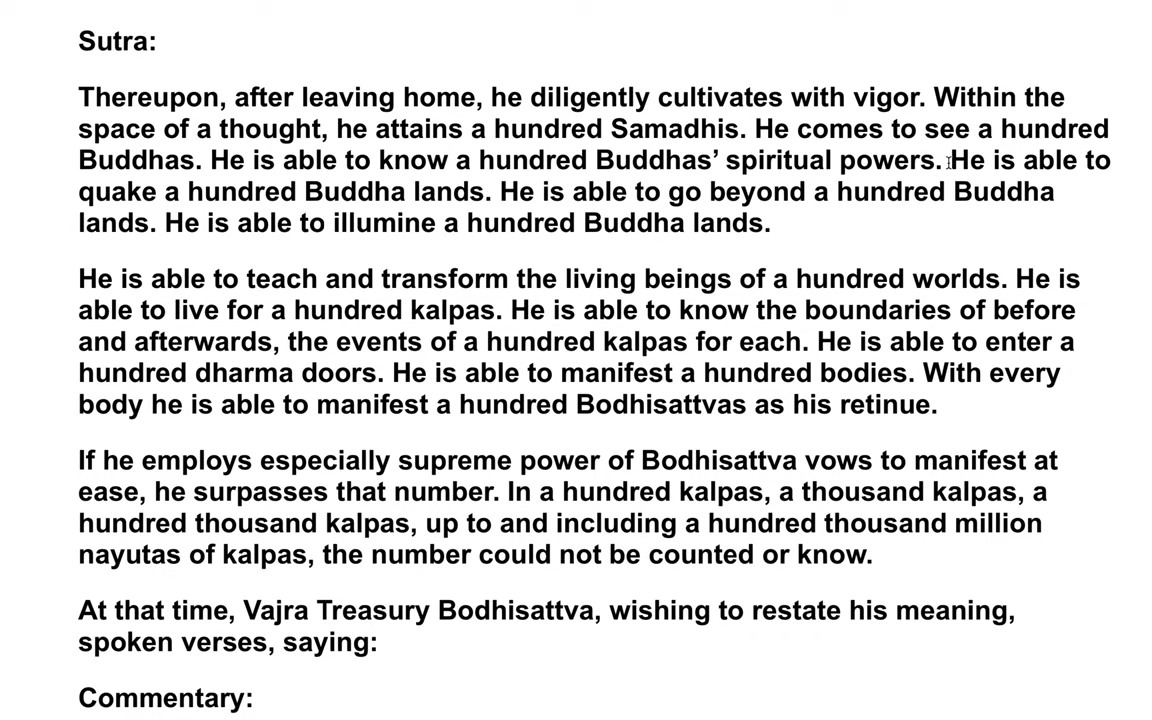 Sutra:
Thereupon, after leaving home, he diligently cultivates with vigor. Within the
space of a thought, he attains a hundred Samadhis. He comes to see a hundred
Buddhas. He is able to know a hundred Buddhas’ spiritual powers. He is able to
quake a hundred Buddha lands. He is able to go beyond a hundred Buddha
lands. He is able to illumine a hundred Buddha lands.
He is able to teach and transform the living beings of a hundred worlds. He is
able to live for a hundred kalpas. He is able to know the boundaries of before
and afterwards, the events of a hundred kalpas for each. He is able to enter a
hundred dharma doors. He is able to manifest a hundred bodies. With every
body he is able to manifest a hundred Bodhisattvas as his retinue.
If he employs especially supreme power of Bodhisattva vows to manifest at
ease, he surpasses that number. In a hundred kalpas, a thousand kalpas, a
hundred thousand kalpas, up to and including a hundred thousand million
nayutas of kalpas, the number could not be counted or know.
At that time, Vajra Treasury Bodhisattva, wishing to restate his meaning,
spoken verses, saying:
Commentary: